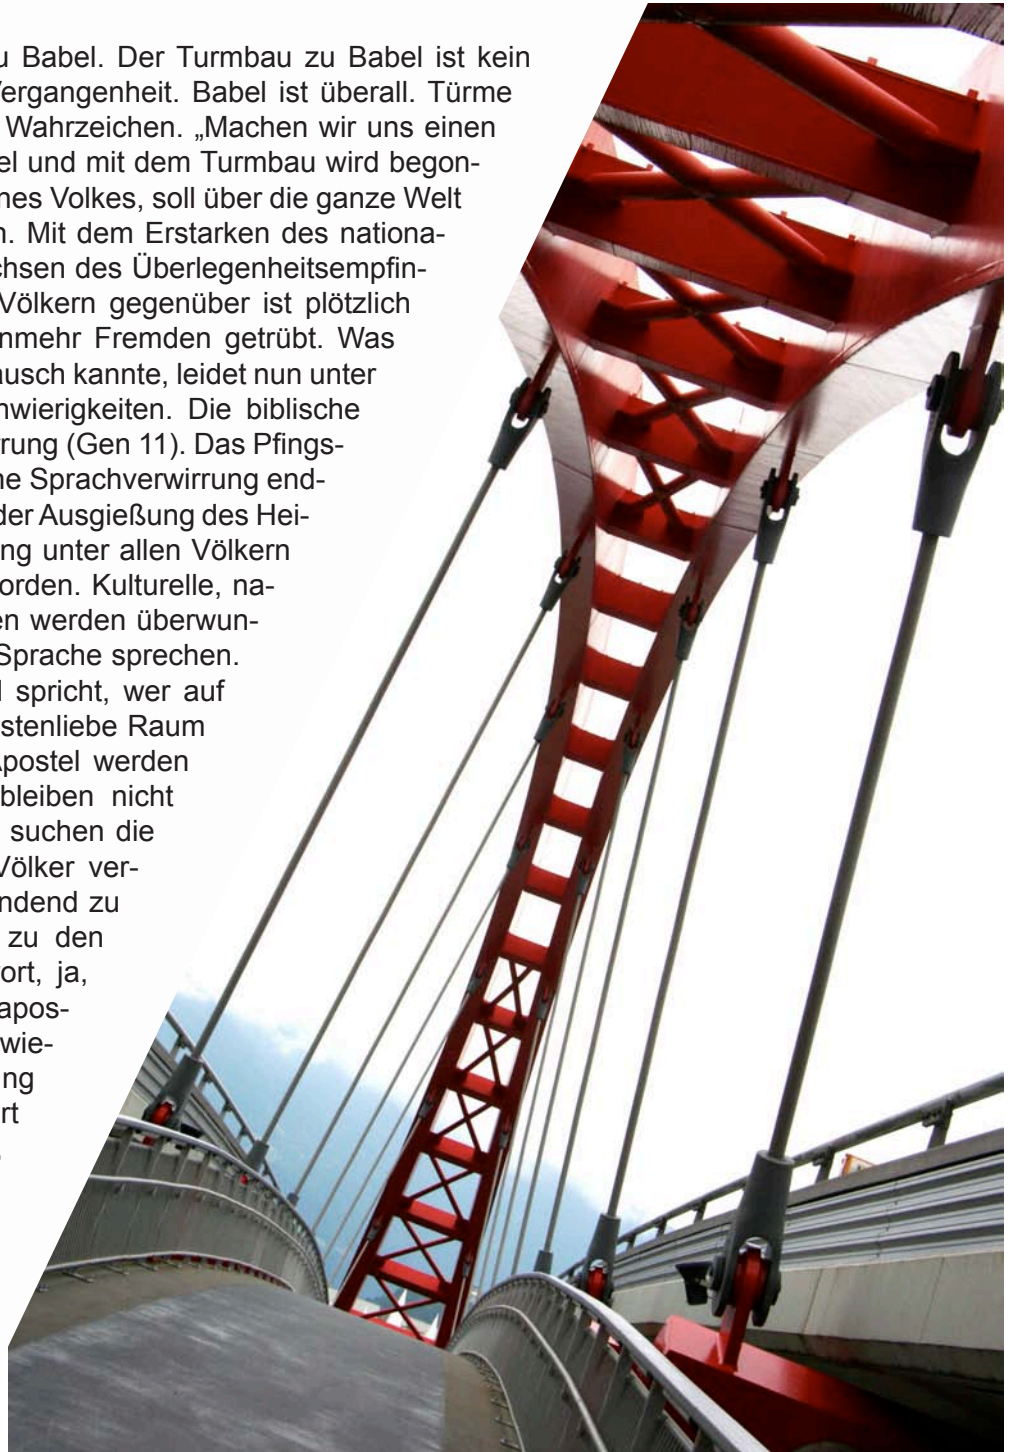 u Babel. Der Turmbau zu Babel ist kein
Vergangenheit. Babel ist überall. Türme
Wahrzeichen. „Machen wir uns einen
el und mit dem Turmbau wird begon-
nes Volkes, soll über die ganze Welt
n. Mit dem Erstarken des nationa-
chsen des Überlegenheitsempfin-
Völkern gegenüber ist plötzlich
nmehr Fremden getrübt. Was
ausch kannte, leidet nun unter
hwierigkeiten. Die biblische
rrung (Gen 11). Das Pfings-
ne Sprachverwirrung end-
der Ausgießung des Hei-
ng unter allen Völkern
orden. Kulturelle, na-
en werden überwun-
Sprache sprechen.
spricht, wer auf
stenliebe Raum
Apostel werden
bleiben nicht
suchen die
Völker ver-
ndend zu
zu den
ort, ja,
apos-
wie-
ng
rt